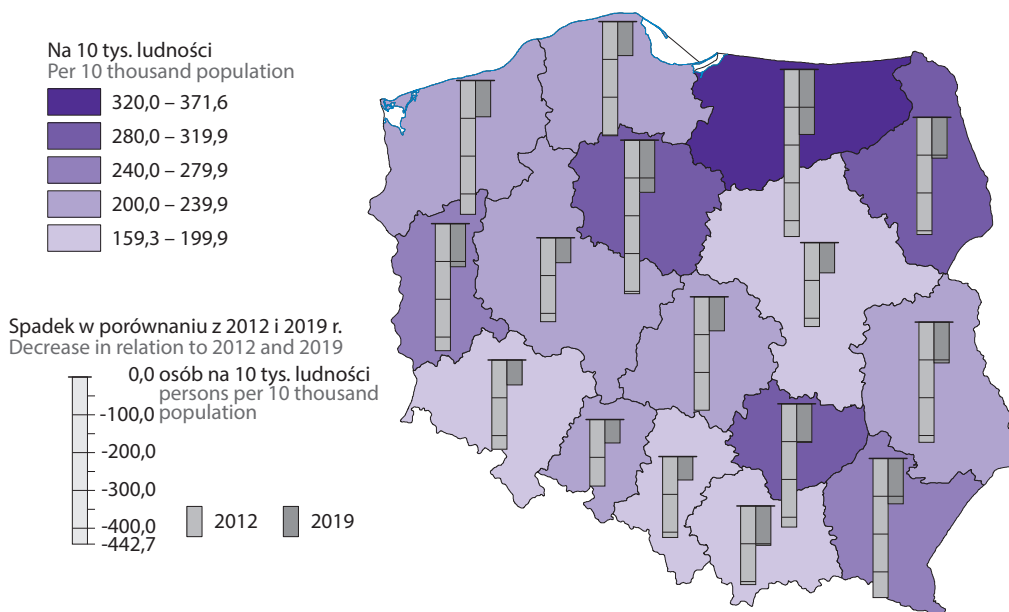 Na 10 tys. ludności
Per 10 thousand population
320,0 – 371,6
280,0 – 319,9
240,0 – 279,9
200,0 – 239,9
159,3 – 199,9
Spadek w porównaniu z 2012 i 2019 r.
Decrease in relation to 2012 and 2019
0,0 osób na 10 tys. ludności
persons per 10 thousand
population
-100,0
-200,0
-300,0
-400,0
-442,7
2012
2019